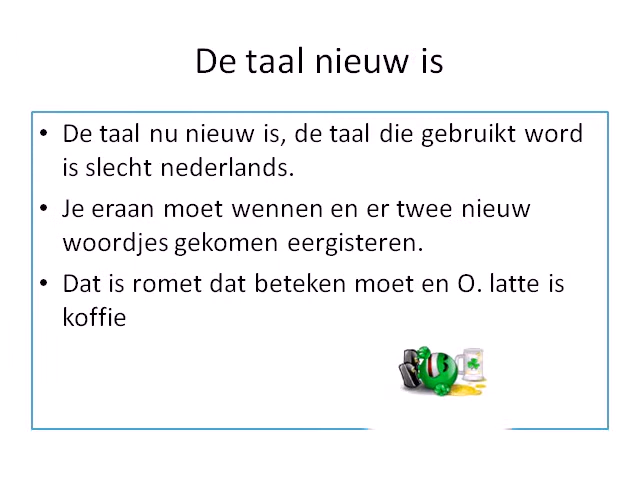 De taal nieuw is
• De taal nu nieuw is, de taal die gebruikt word
is slecht nederlands.
• Je eraan moet wennen en er twee nieuw
woordjes gekomen eergisteren.
• Dat is romet dat beteken moet en O. latte is
koffie